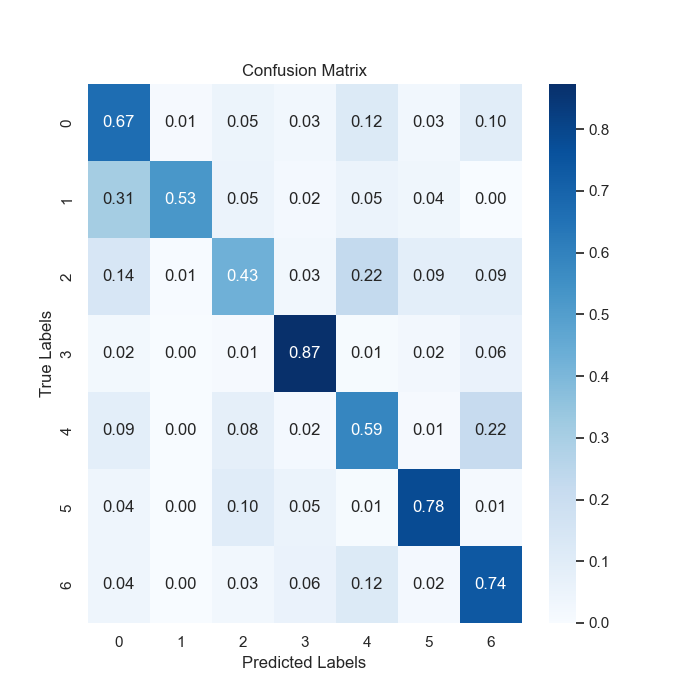 Confusion Matrix
0 0.67 0.01 0.05 0.03 0.12 0.03 0.10
1 0.31 0.53 0.05 0.02 0.05 0.04 0.00
2 0.14 0.01 0.43 0.03 0.22 0.09 0.09
3 0.02 0.00 0.01 0.87 0.01 0.02 0.06
4 0.09 0.00 0.08 0.02 0.59 0.01 0.22
5 0.04 0.00 0.10 0.05 0.01 0.78 0.01
6 0.04 0.00 0.03 0.06 0.12 0.02 0.74
0 1 2 3 4 5 6
Predicted Labels
True Labels
0.8
0.7
0.6
0.5
0.4
0.3
0.2
0.1
0.0